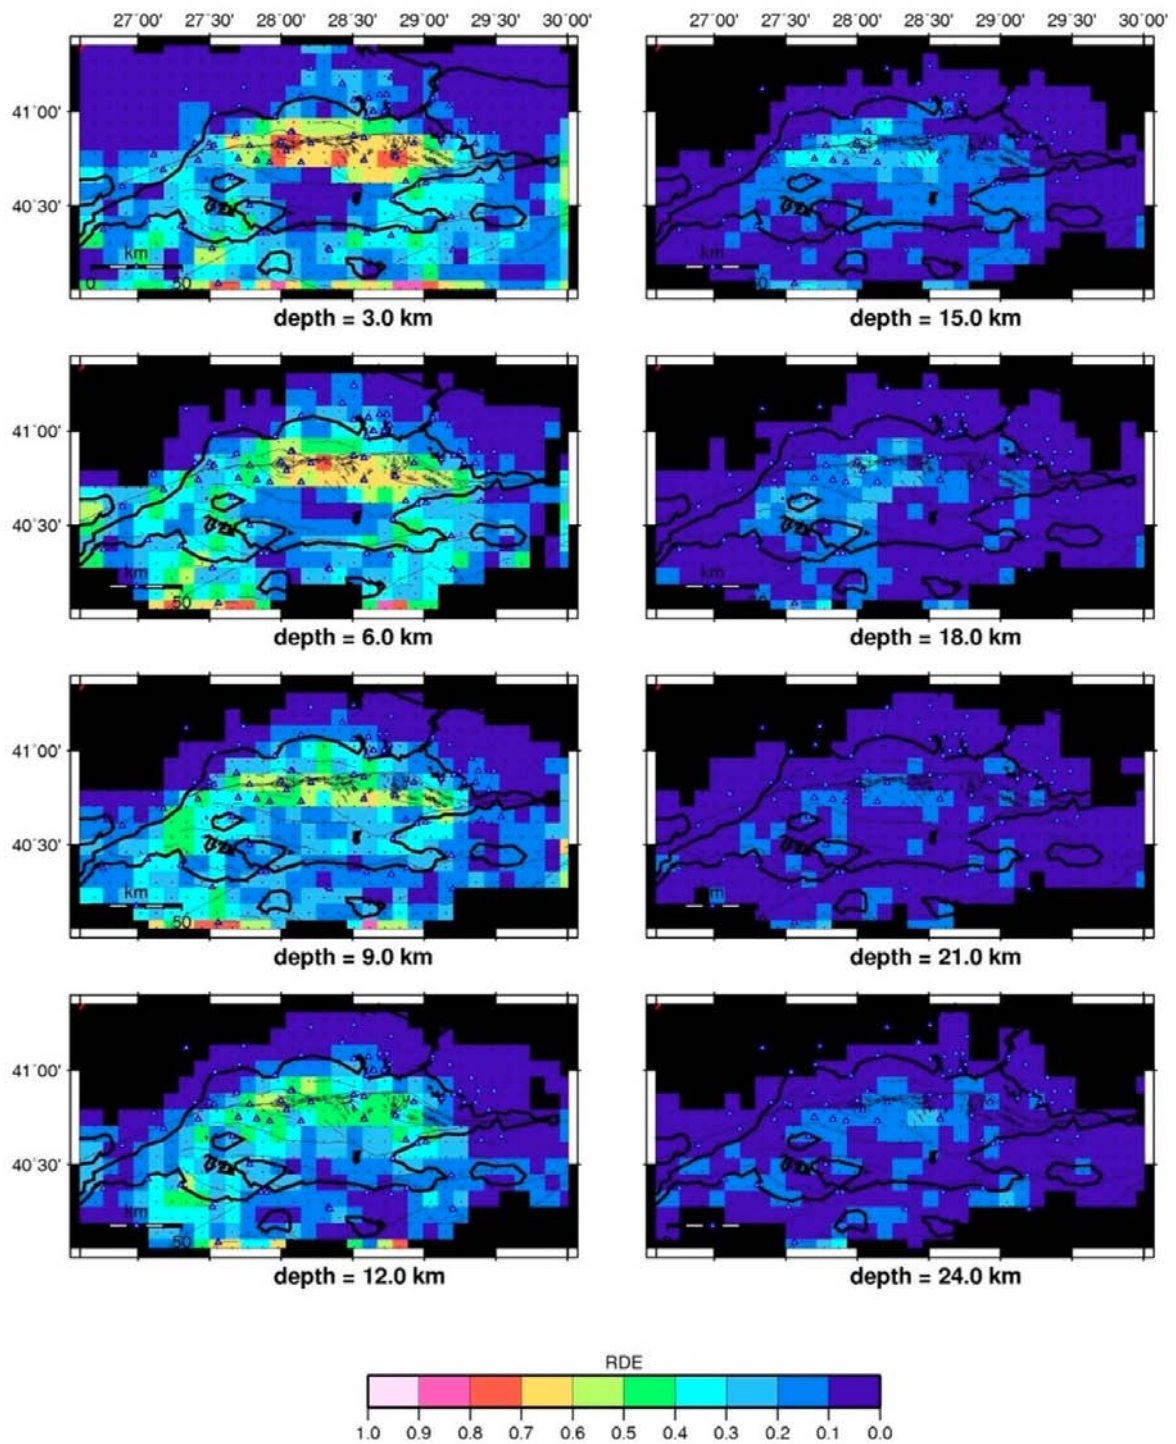 27˚00' 27˚30' 28˚00' 28˚30' 29˚00' 29˚30' 30˚00'
27˚00' 27˚30' 28˚00' 28˚30' 29˚00' 29˚30' 30˚00'
41˚00'
40˚30'
km
0 50
km
depth = 3.0 km
depth = 15.0 km
41˚00'
40˚30'
km
50
km
depth = 6.0 km
depth = 18.0 km
41˚00'
40˚30'
km
50
depth = 9.0 km
depth = 21.0 km
41˚00'
40˚30'
km
50
depth = 12.0 km
depth = 24.0 km
RDE
1.0 0.9 0.8 0.7 0.6 0.5 0.4 0.3 0.2 0.1 0.0